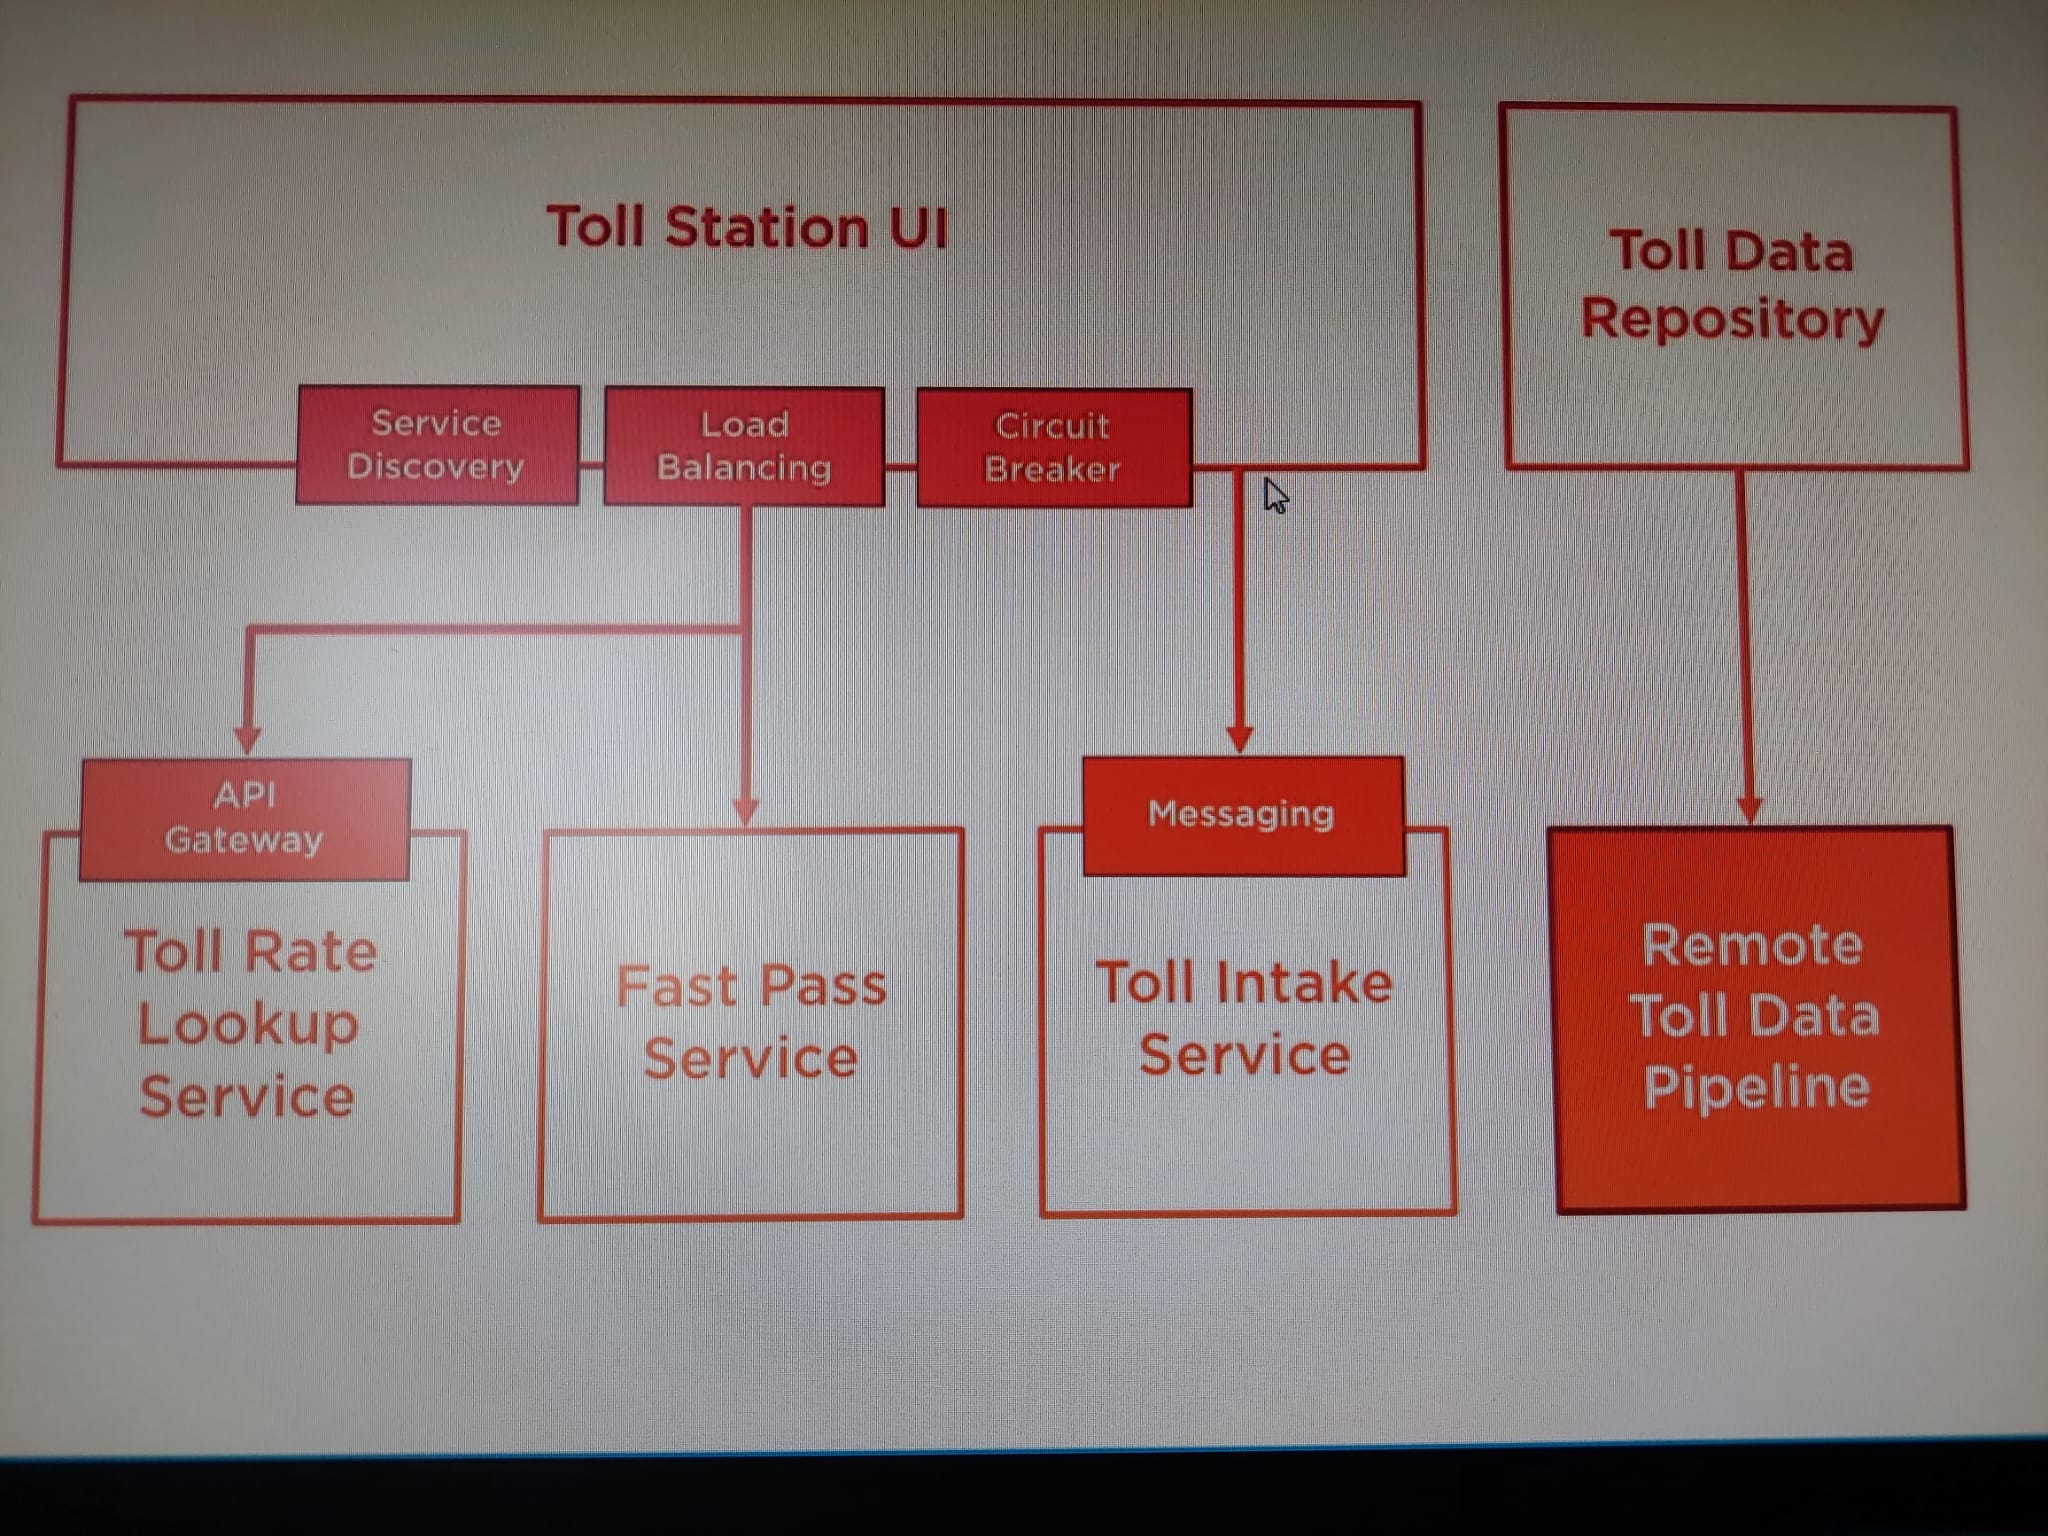 Toll Station UI
Toll Data
Repository
Service
Discovery
Load
Balancing
Circuit
Breaker
API
Gateway
Messaging
Toll Rate
Lookup
Service
Fast Pass
Service
Toll Intake
Service
Remote
Toll Data
Pipeline